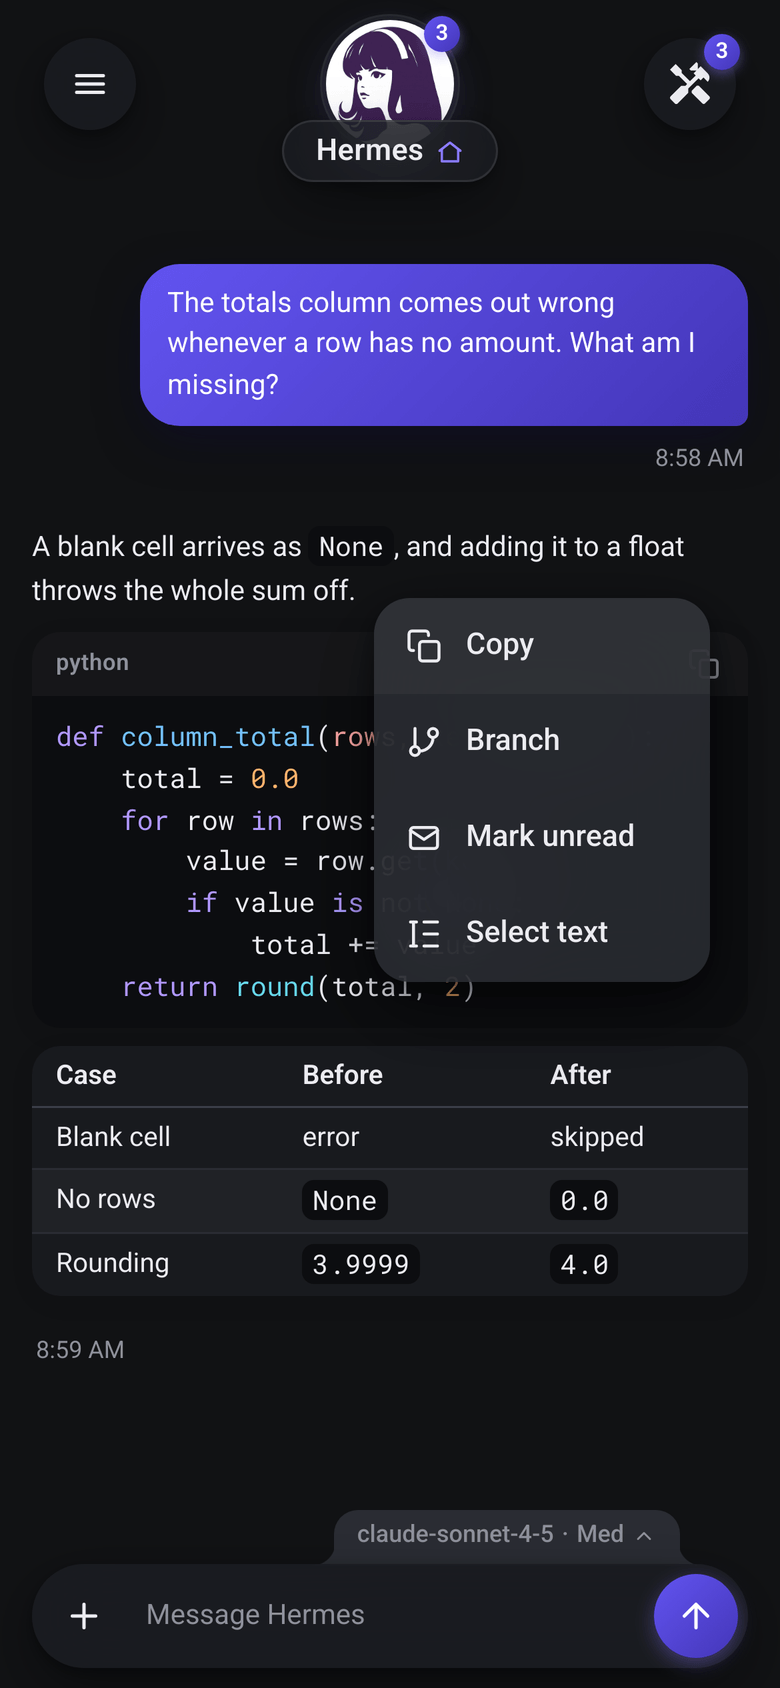 3
3
Hermes
The totals column comes out wrong
whenever a row has no amount. What am I
missing?
8:58 AM
A blank cell arrives as None , and adding it to a float
throws the whole sum off.
python
Copy
Branch
Mark unread
Select text
def column_total(rows
    total = 0.0
    for row in rows:
        value = row.get
        if value is not
            total += value
    return round(total, 2)
Case Before After
Blank cell error skipped
No rows None 0.0
Rounding 3.9999 4.0
8:59 AM
claude-sonnet-4-5 · Med
Message Hermes